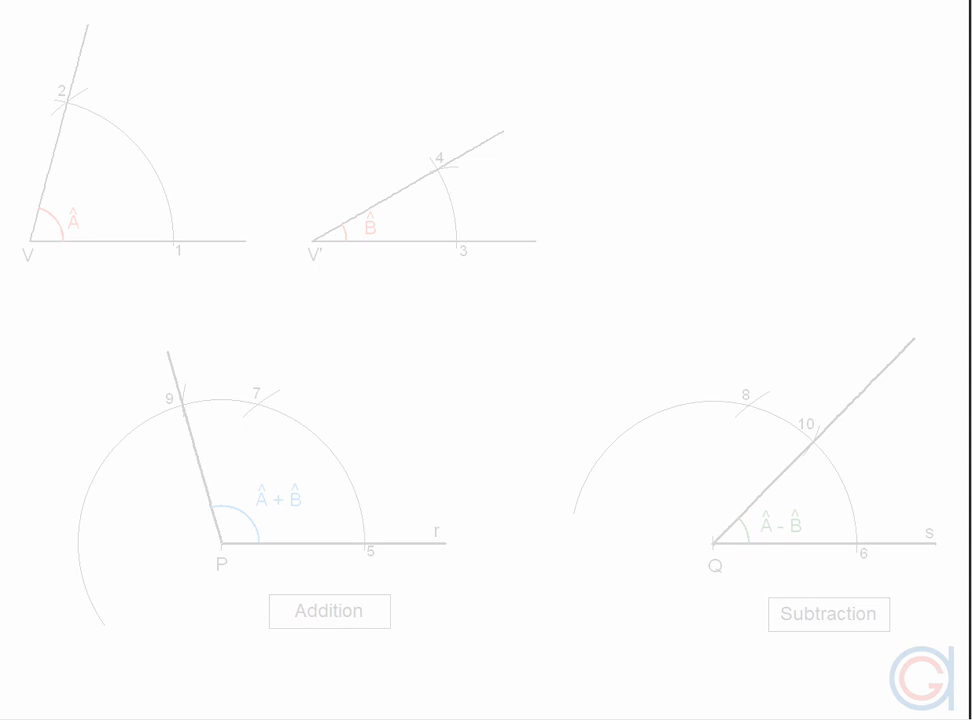 2
Â
V
1
4
B̂
V'
3
9
7
Â + B̂
r
P
5
Addition
8
10
Â - B̂
s
Q
6
Subtraction